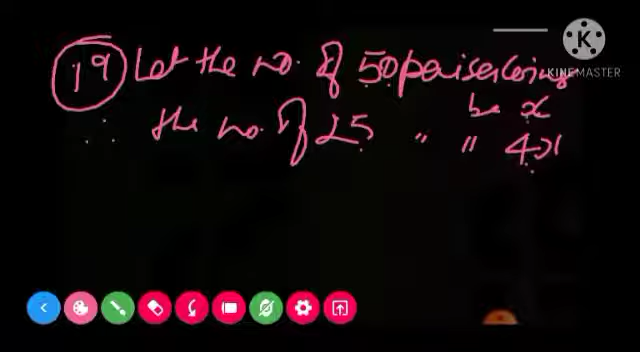 19 Let the no. of 50 paise coins
be x
∴ the no. of 25 " " 4x
KINEMASTER